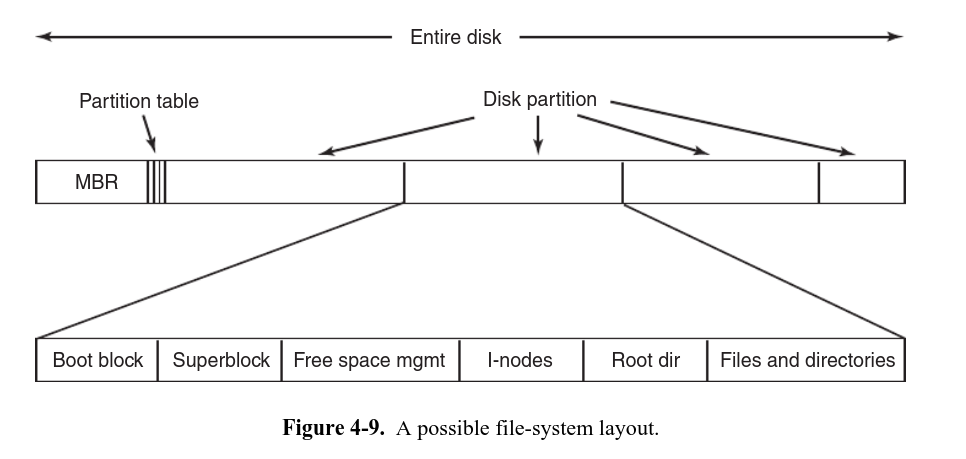 Entire disk
Partition table
Disk partition
MBR
Boot block
Superblock
Free space mgmt
I-nodes
Root dir
Files and directories
Figure 4-9. A possible file-system layout.